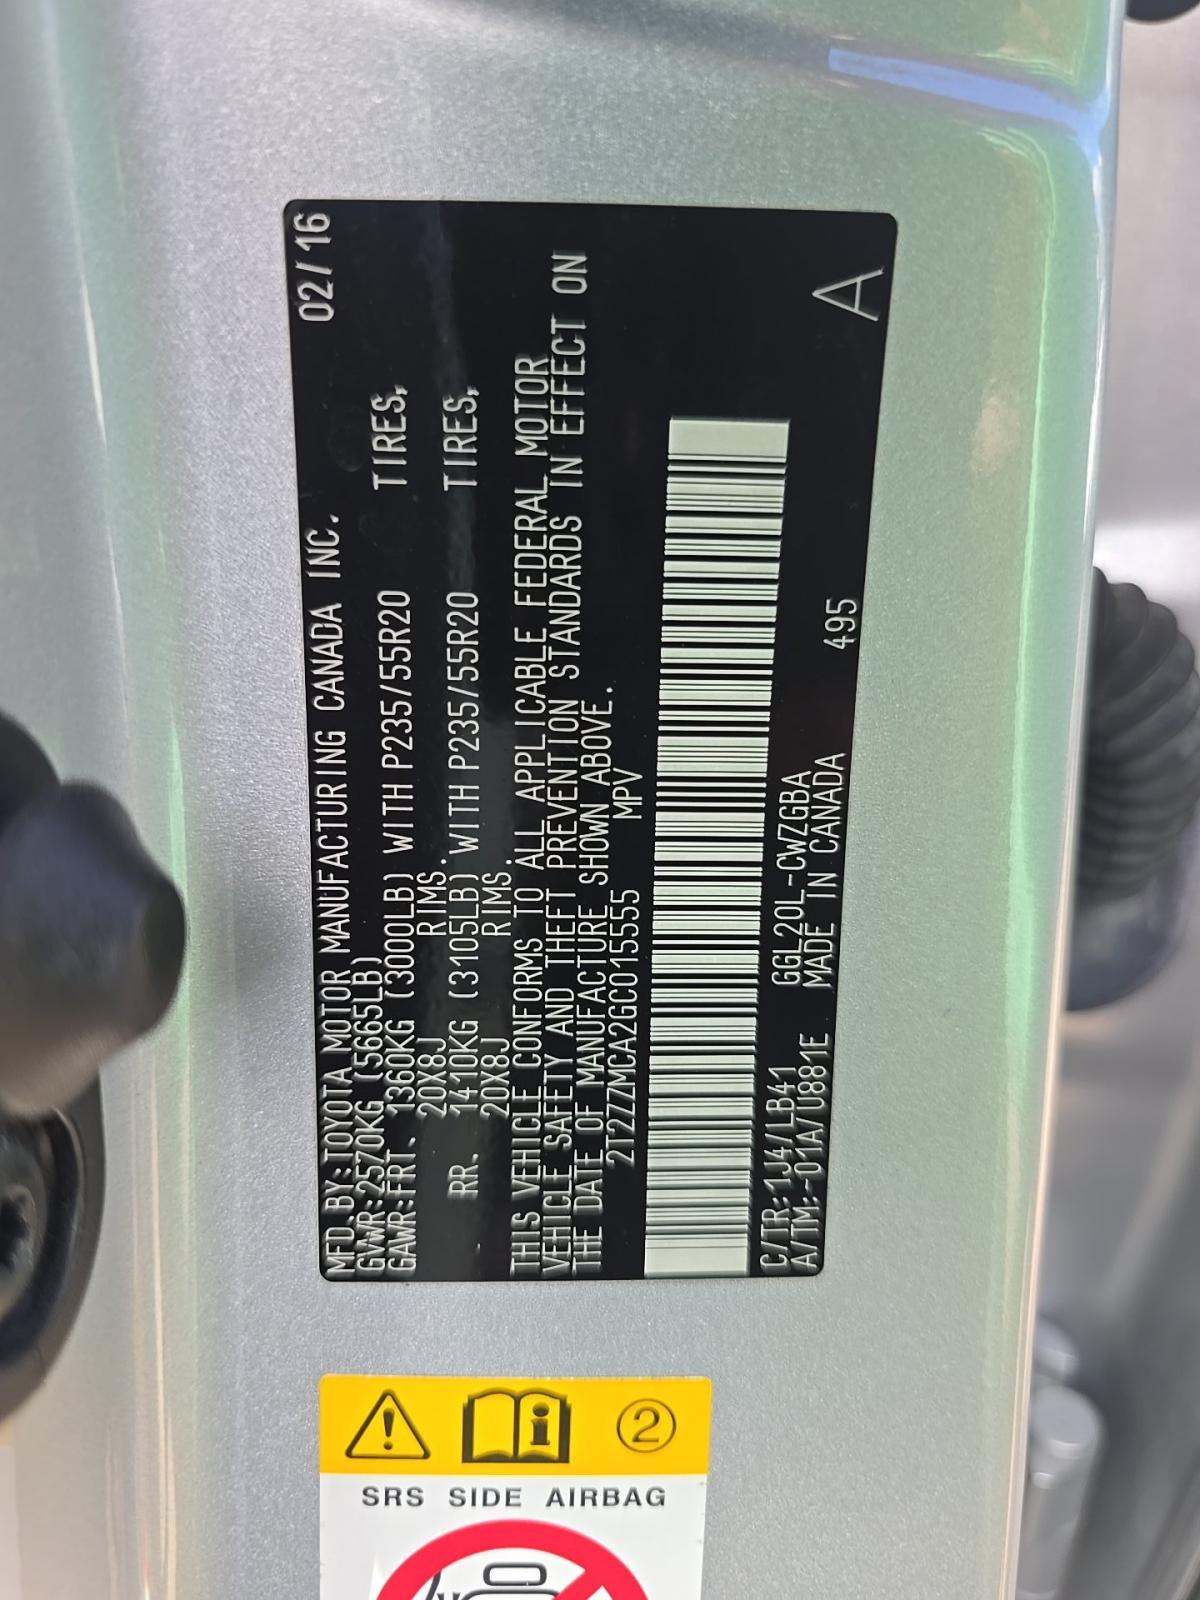 MFD.BY:TOYOTA MOTOR MANUFACTURING CANADA INC. 02/16
GVWR:2570KG (5665LB)
GAWR:FRT. 1360KG (3000LB) WITH P235/55R20 TIRES,
20X8J RIMS.
RR. 1410KG (3105LB) WITH P235/55R20 TIRES,
20X8J RIMS.
THIS VEHICLE CONFORMS TO ALL APPLICABLE FEDERAL MOTOR
VEHICLE SAFETY AND THEFT PREVENTION STANDARDS IN EFFECT ON
THE DATE OF MANUFACTURE SHOWN ABOVE.
2T2ZZMCA2GC015555 MPV
C/TR:1J4/LB41 GGL20L-CWZGBA
A/TM:-01A/U881E MADE IN CANADA 495
A
2
SRS SIDE AIRBAG